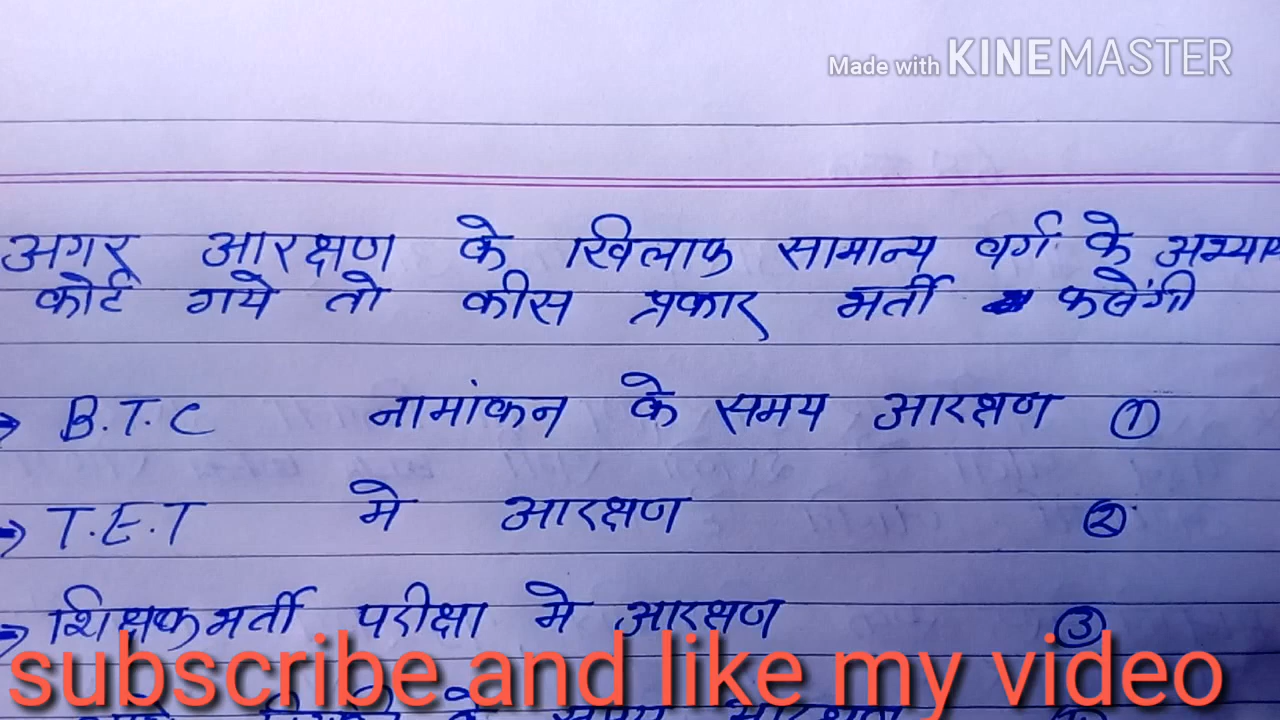 Made with KINEMASTER
अगर आरक्षण के खिलाफ सामान्य वर्ग के
कोर्ट गये तो कीस प्रकार भर्ती
B.T.C नामांकन के समय आरक्षण ①
T.E.T मे आरक्षण ②
शिक्षक भर्ती परीक्षा मे आरक्षण ③
subscribe and like my video